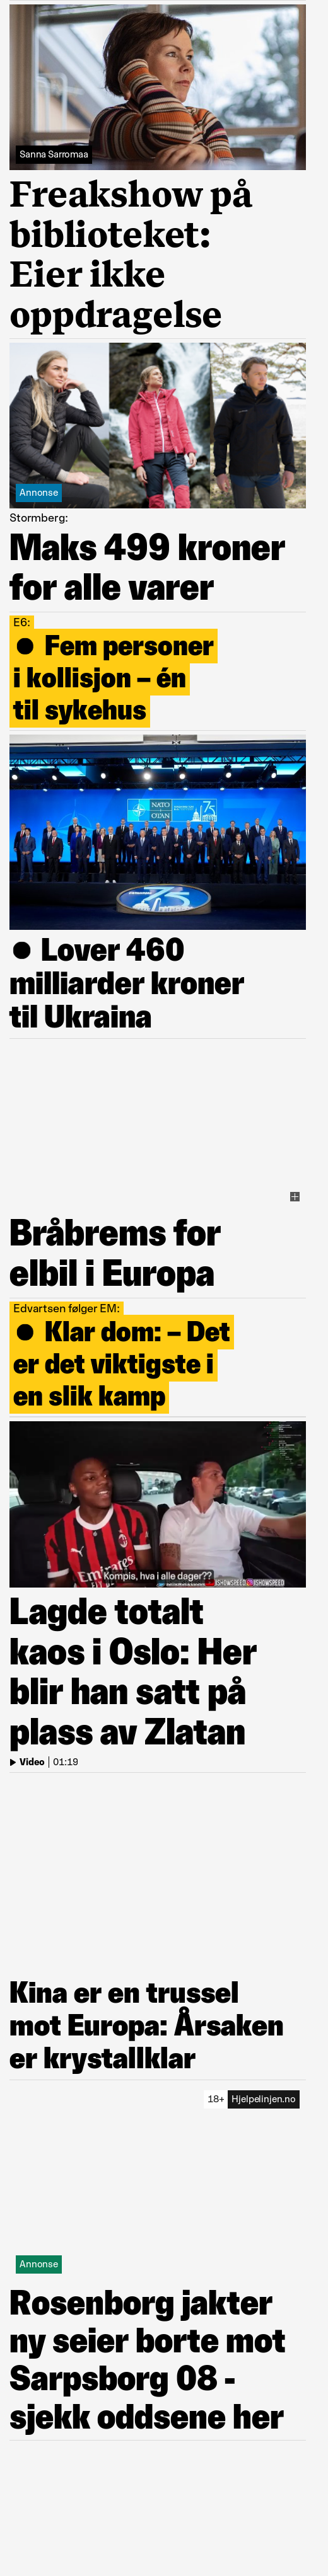 Sanna Sarromaa
Freakshow på
biblioteket:
Eier ikke
oppdragelse
Annonse
Stormberg:
Maks 499 kroner
for alle varer
E6:
● Fem personer
i kollisjon – én
til sykehus
NATO
OTAN
75
75
● Lover 460
milliarder kroner
til Ukraina
Bråbrems for
elbil i Europa
Edvartsen følger EM:
● Klar dom: – Det
er det viktigste i
en slik kamp
Kompis, hva i alle dager??
ISHOWSPEED ISHOWSPEED
Lagde totalt
kaos i Oslo: Her
blir han satt på
plass av Zlatan
Video | 01:19
Kina er en trussel
mot Europa: Årsaken
er krystallklar
18+ Hjelpelinjen.no
Annonse
Rosenborg jakter
ny seier borte mot
Sarpsborg 08 -
sjekk oddsene her